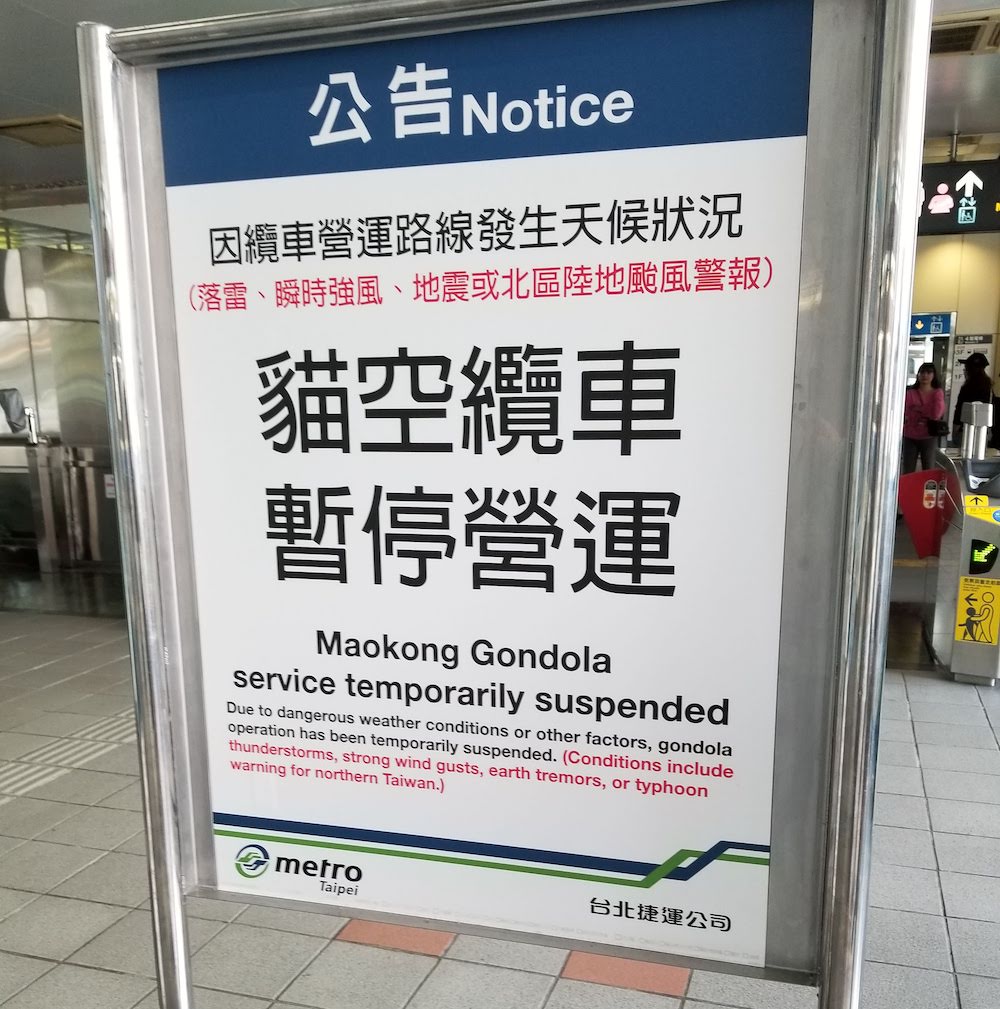 公告Notice
因纜車營運路線發生天候狀況
(落雷、瞬時強風、地震或北區陸地颱風警報)
貓空纜車
暫停營運
Maokong Gondola
service temporarily suspended
Due to dangerous weather conditions or other factors, gondola
operation has been temporarily suspended. (Conditions include
thunderstorms, strong wind gusts, earth tremors, or typhoon
warning for northern Taiwan.)
metro
Taipei
台北捷運公司